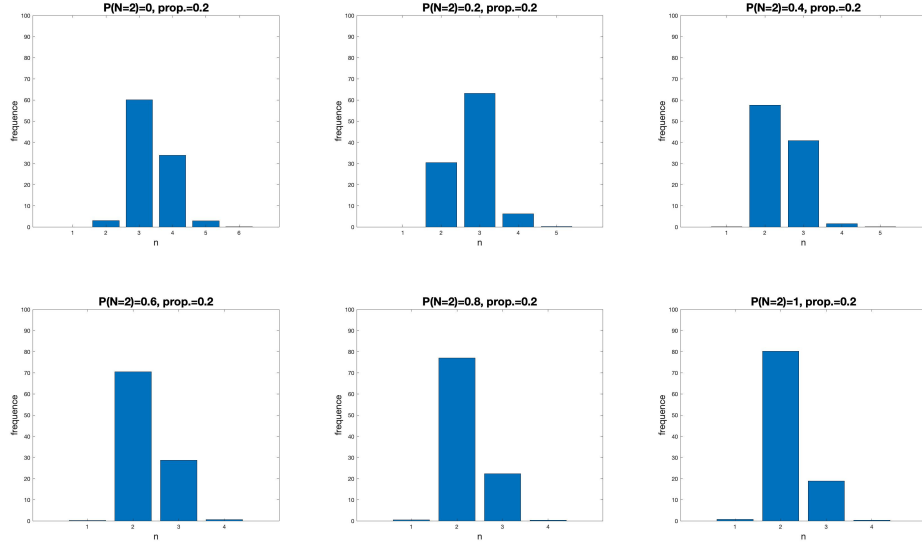 P(N=2)=0, prop.=0.2
100
90
80
70
60
50
40
30
20
10
0
frequence
1 2 3 4 5 6
n
P(N=2)=0.2, prop.=0.2
100
90
80
70
60
50
40
30
20
10
0
frequence
1 2 3 4 5
n
P(N=2)=0.4, prop.=0.2
100
90
80
70
60
50
40
30
20
10
0
frequence
1 2 3 4 5
n
P(N=2)=0.6, prop.=0.2
100
90
80
70
60
50
40
30
20
10
0
frequence
1 2 3 4
n
P(N=2)=0.8, prop.=0.2
100
90
80
70
60
50
40
30
20
10
0
frequence
1 2 3 4
n
P(N=2)=1, prop.=0.2
100
90
80
70
60
50
40
30
20
10
0
frequence
1 2 3 4
n